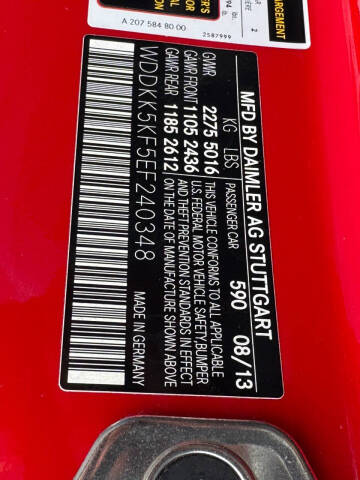 MFD BY DAIMLER AG STUTTGART 08/13
KG LBS PASSENGER CAR 590
GVWR 2275 5016 THIS VEHICLE CONFORMS TO ALL APPLICABLE
GAWR FRONT 1105 2436 U.S. FEDERAL MOTOR VEHICLE SAFETY, BUMPER
GAWR REAR 1185 2612 AND THEFT PREVENTION STANDARDS IN EFFECT
ON THE DATE OF MANUFACTURE SHOWN ABOVE
WDDKK5KF5EF240348
MADE IN GERMANY
A 207 584 80 00
2587999
2